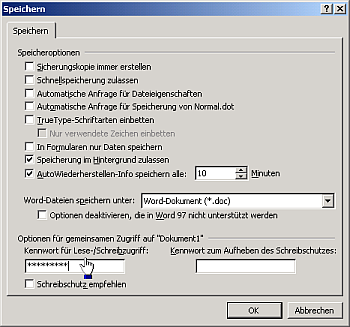 Speichern
Speichern
Speicheroptionen
Sicherungskopie immer erstellen
Schnellspeicherung zulassen
Automatische Anfrage für Dateieigenschaften
Automatische Anfrage für Speicherung von Normal.dot
TrueType-Schriftarten einbetten
Nur verwendete Zeichen einbetten
In Formularen nur Daten speichern
Speicherung im Hintergrund zulassen
AutoWiederherstellen-Info speichern alle: 10 Minuten
Word-Dateien speichern unter: Word-Dokument (*.doc)
Optionen deaktivieren, die in Word 97 nicht unterstützt werden
Optionen für gemeinsamen Zugriff auf "Dokument1"
Kennwort für Lese-/Schreibzugriff: Kennwort zum Aufheben des Schreibschutzes:
*********
Schreibschutz empfehlen
OK Abbrechen